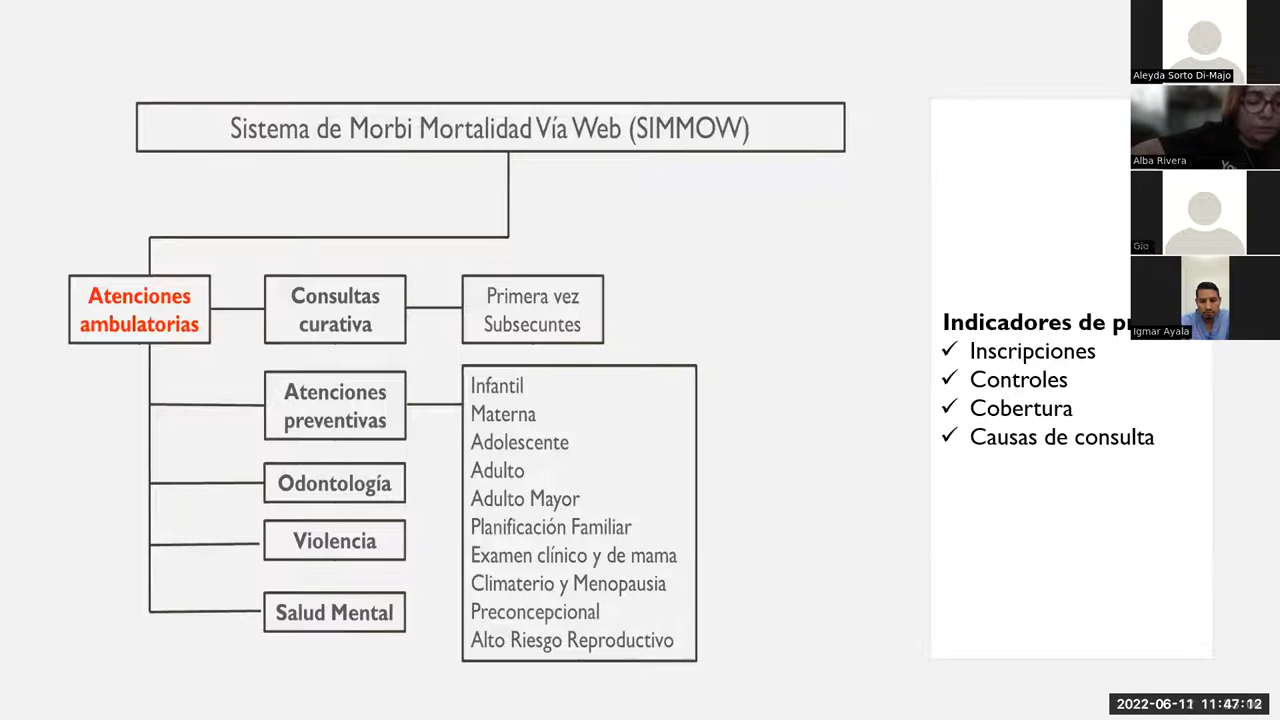 Sistema de Morbi Mortalidad Vía Web (SIMMOW)
Atenciones
ambulatorias
Consultas
curativa
Primera vez
Subsecuntes
Atenciones
preventivas
Infantil
Materna
Adolescente
Adulto
Adulto Mayor
Planificación Familiar
Examen clínico y de mama
Climaterio y Menopausia
Preconcepcional
Alto Riesgo Reproductivo
Odontología
Violencia
Salud Mental
Indicadores de
✓ Inscripciones
✓ Controles
✓ Cobertura
✓ Causas de consulta
Aleyda Sorto Di-Majo
Alba Rivera
Gio
Igmar Ayala
2022-06-11 11:47:12